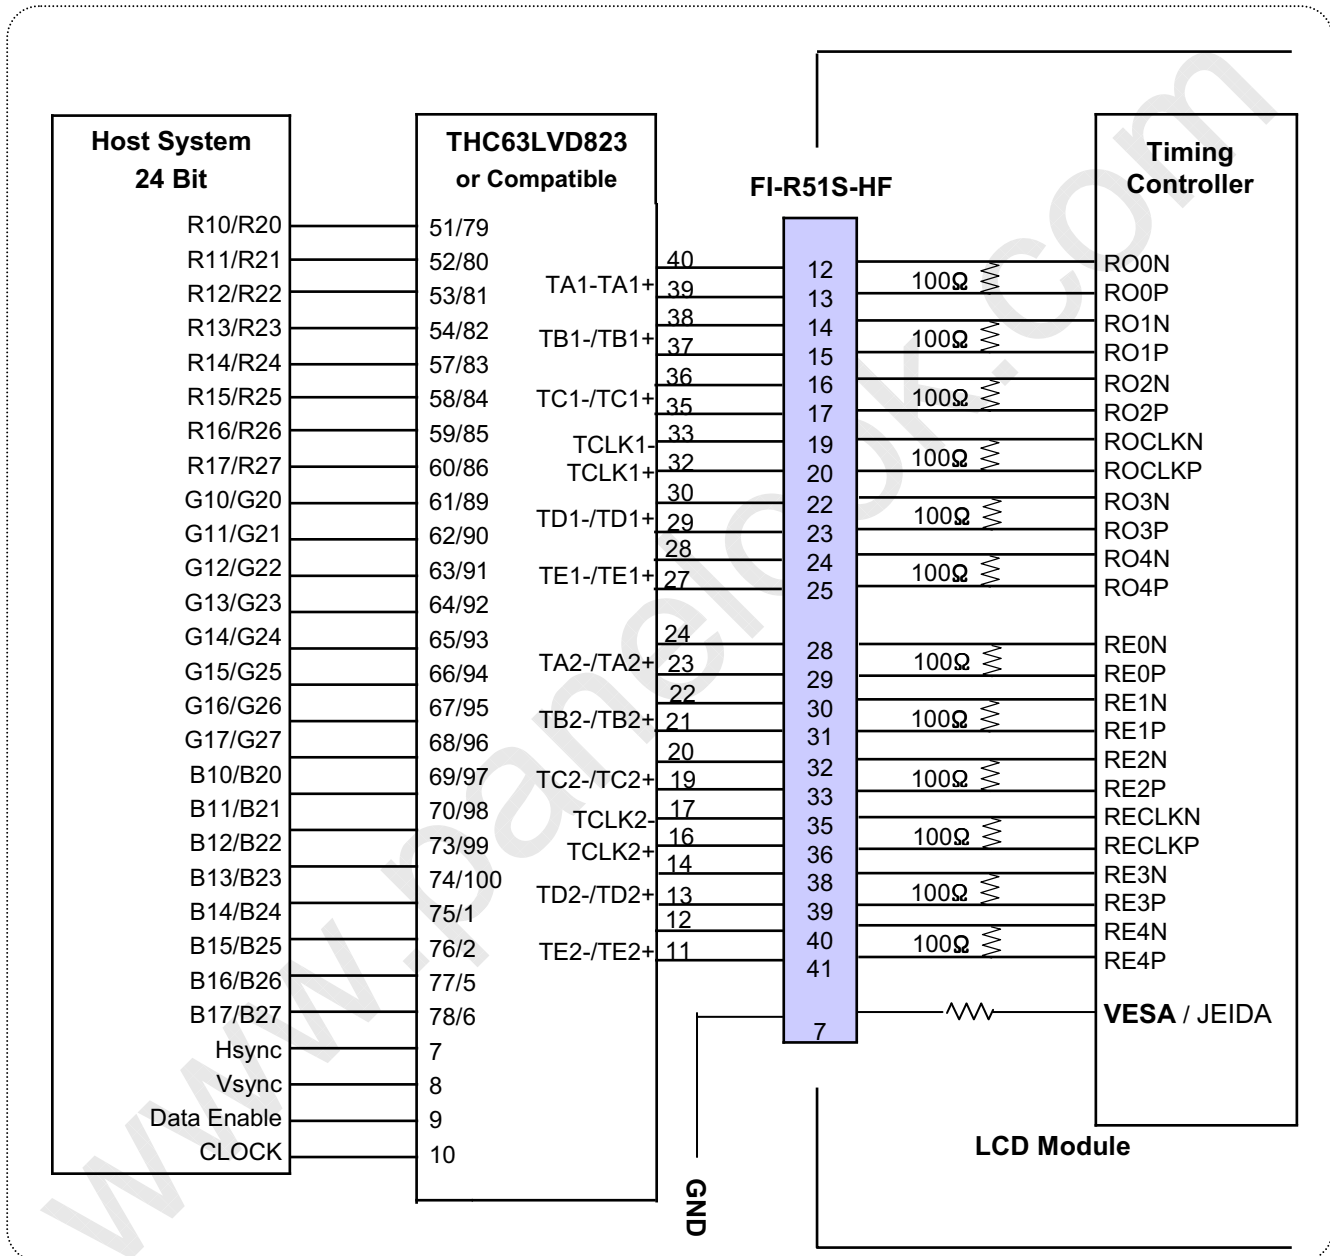 Host System
24 Bit
R10/R20
R11/R21
R12/R22
R13/R23
R14/R24
R15/R25
R16/R26
R17/R27
G10/G20
G11/G21
G12/G22
G13/G23
G14/G24
G15/G25
G16/G26
G17/G27
B10/B20
B11/B21
B12/B22
B13/B23
B14/B24
B15/B25
B16/B26
B17/B27
Hsync
Vsync
Data Enable
CLOCK
THC63LVD823
or Compatible
51/79
52/80
53/81
54/82
57/83
58/84
59/85
60/86
61/89
62/90
63/91
64/92
65/93
66/94
67/95
68/96
69/97
70/98
73/99
74/100
75/1
76/2
77/5
78/6
7
8
9
10
TA1-TA1+
TB1-/TB1+
TC1-/TC1+
TCLK1-
TCLK1+
TD1-/TD1+
TE1-/TE1+
TA2-/TA2+
TB2-/TB2+
TC2-/TC2+
TCLK2-
TCLK2+
TD2-/TD2+
TE2-/TE2+
40
39
38
37
36
35
33
32
30
29
28
27
24
23
22
21
20
19
17
16
14
13
12
11
GND
FI-R51S-HF
12
13
14
15
16
17
19
20
22
23
24
25
28
29
30
31
32
33
35
36
38
39
40
41
7
100Ω
100Ω
100Ω
100Ω
100Ω
100Ω
100Ω
100Ω
100Ω
100Ω
100Ω
100Ω
Timing
Controller
RO0N
RO0P
RO1N
RO1P
RO2N
RO2P
ROCLKN
ROCLKP
RO3N
RO3P
RO4N
RO4P
RE0N
RE0P
RE1N
RE1P
RE2N
RE2P
RECLKN
RECLKP
RE3N
RE3P
RE4N
RE4P
VESA / JEIDA
LCD Module
www.panelook.com